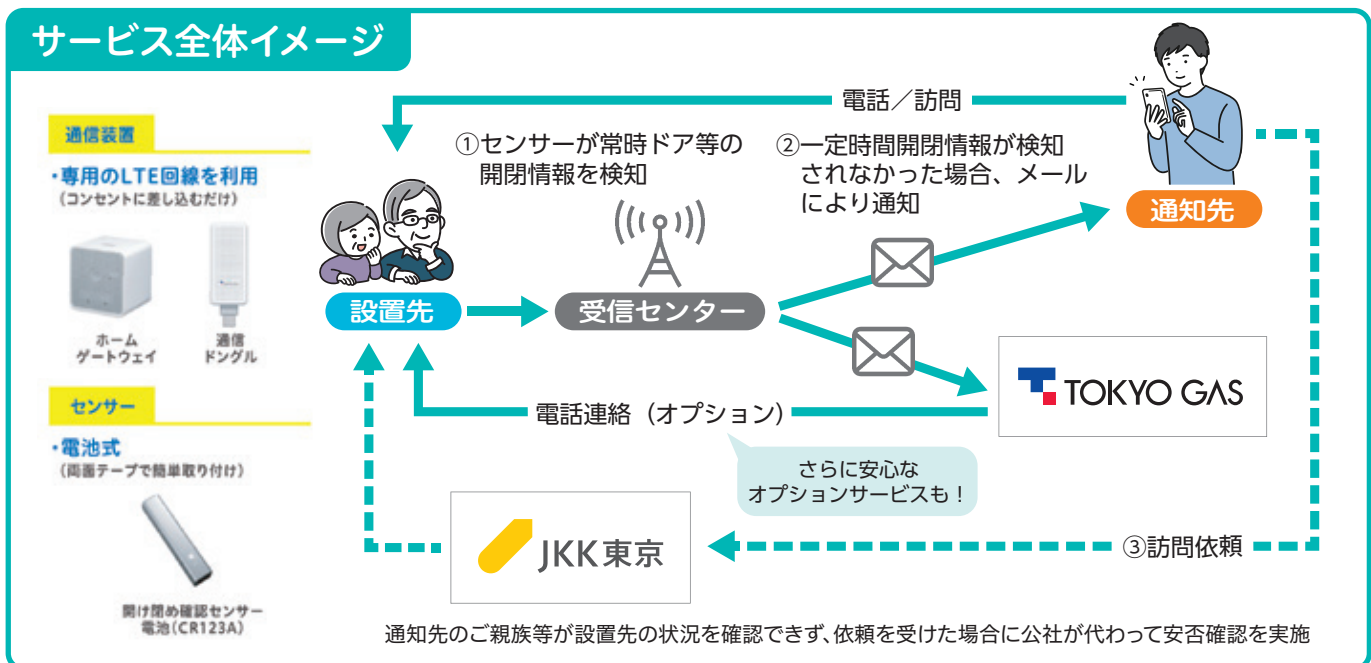 サービス全体イメージ
通信装置
・専用のLTE回線を利用
(コンセントに差し込むだけ)
ホーム
ゲートウェイ
通信
ドングル
センサー
・電池式
(両面テープで簡単取り付け)
開け閉め確認センサー
電池(CR123A)
電話／訪問
①センサーが常時ドア等の
開閉情報を検知
②一定時間開閉情報が検知
されなかった場合、メール
により通知
通知先
設置先
受信センター
TOKYO GAS
電話連絡（オプション）
さらに安心な
オプションサービスも！
JKK東京
③訪問依頼
通知先のご親族等が設置先の状況を確認できず、依頼を受けた場合に公社が代わって安否確認を実施